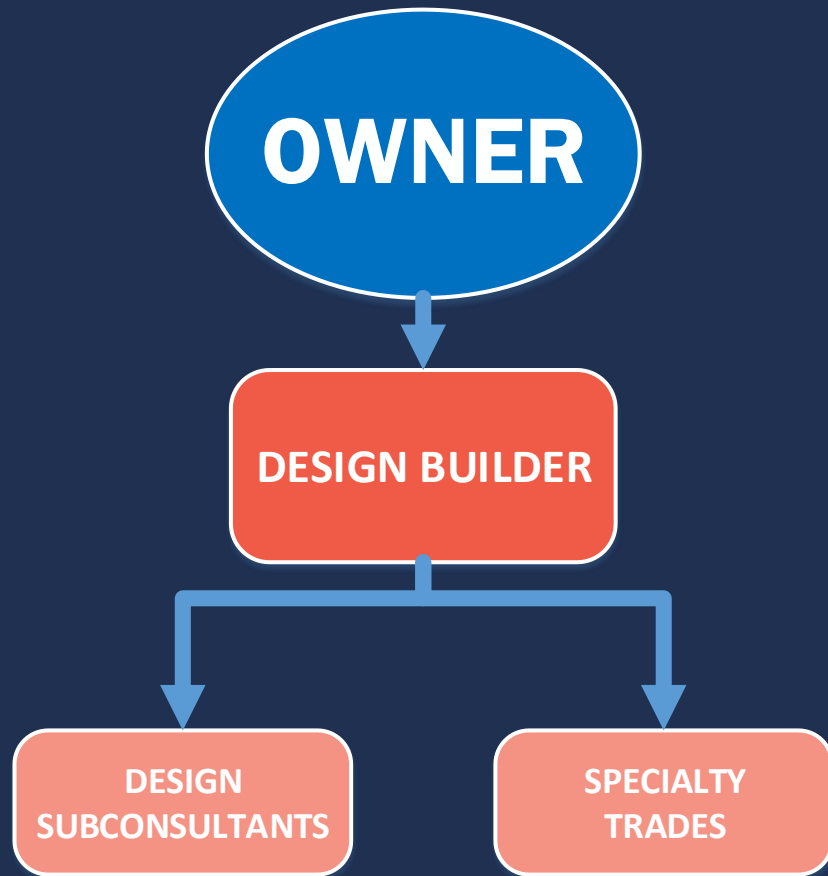 OWNER
DESIGN BUILDER
DESIGN
SUBCONSULTANTS
SPECIALTY
TRADES